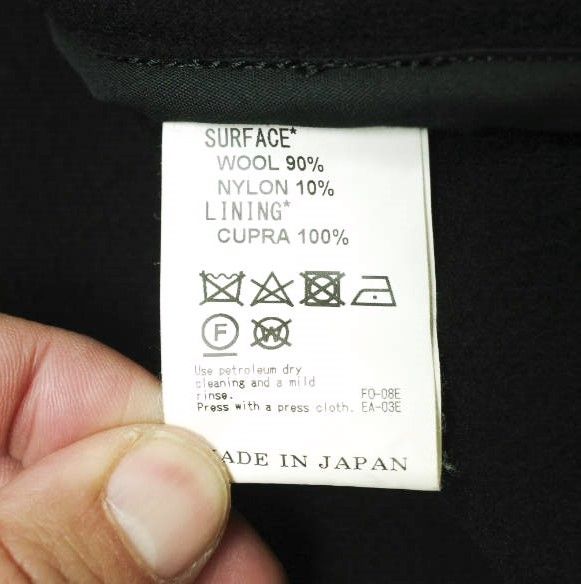 SURFACE*
WOOL 90%
NYLON 10%
LINING*
CUPRA 100%
F W
Use petroleum dry
cleaning and a mild
rinse. FO-08E
Press with a press cloth. EA-03E
MADE IN JAPAN